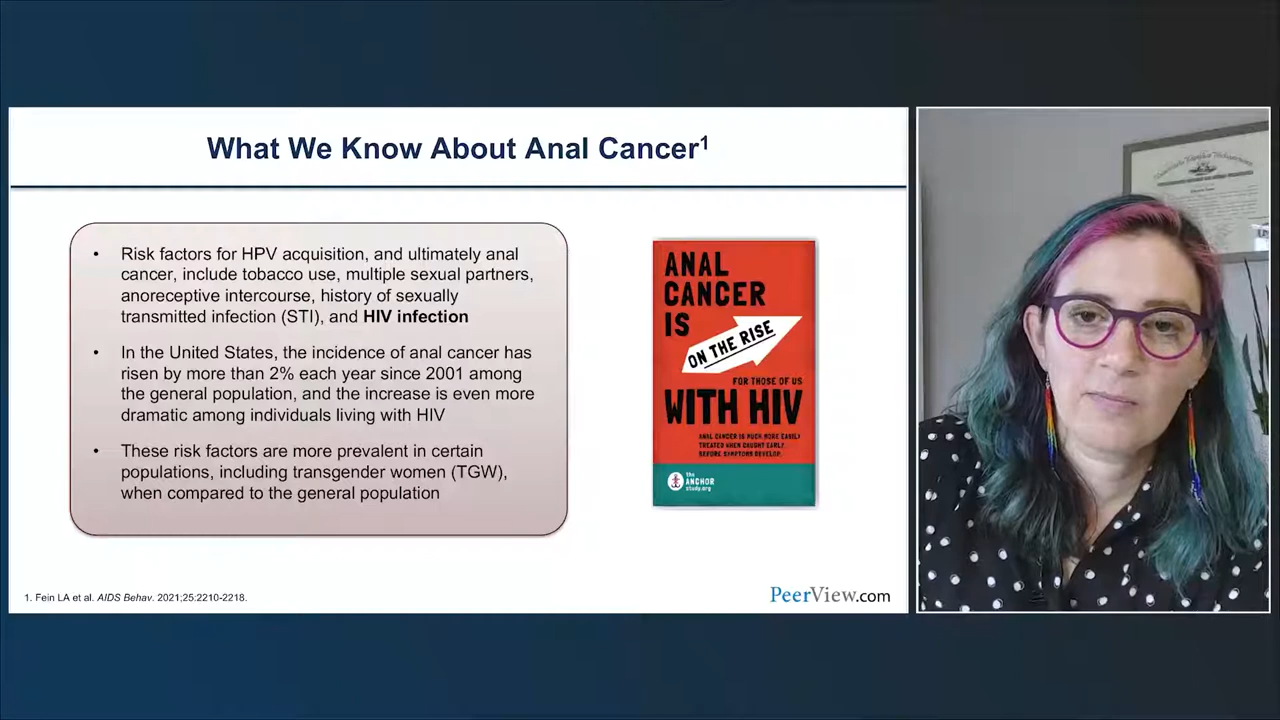 What We Know About Anal Cancer1
• Risk factors for HPV acquisition, and ultimately anal
cancer, include tobacco use, multiple sexual partners,
anoreceptive intercourse, history of sexually
transmitted infection (STI), and HIV infection
• In the United States, the incidence of anal cancer has
risen by more than 2% each year since 2001 among
the general population, and the increase is even more
dramatic among individuals living with HIV
• These risk factors are more prevalent in certain
populations, including transgender women (TGW),
when compared to the general population
ANAL
CANCER
IS
ON THE RISE
FOR THOSE OF US
WITH HIV
ANAL CANCER IS MUCH MORE EASILY
TREATED WHEN CAUGHT EARLY,
BEFORE SYMPTOMS DEVELOP.
the
ANCHOR
study.org
1. Fein LA et al. AIDS Behav. 2021;25:2210-2218.
PeerView.com